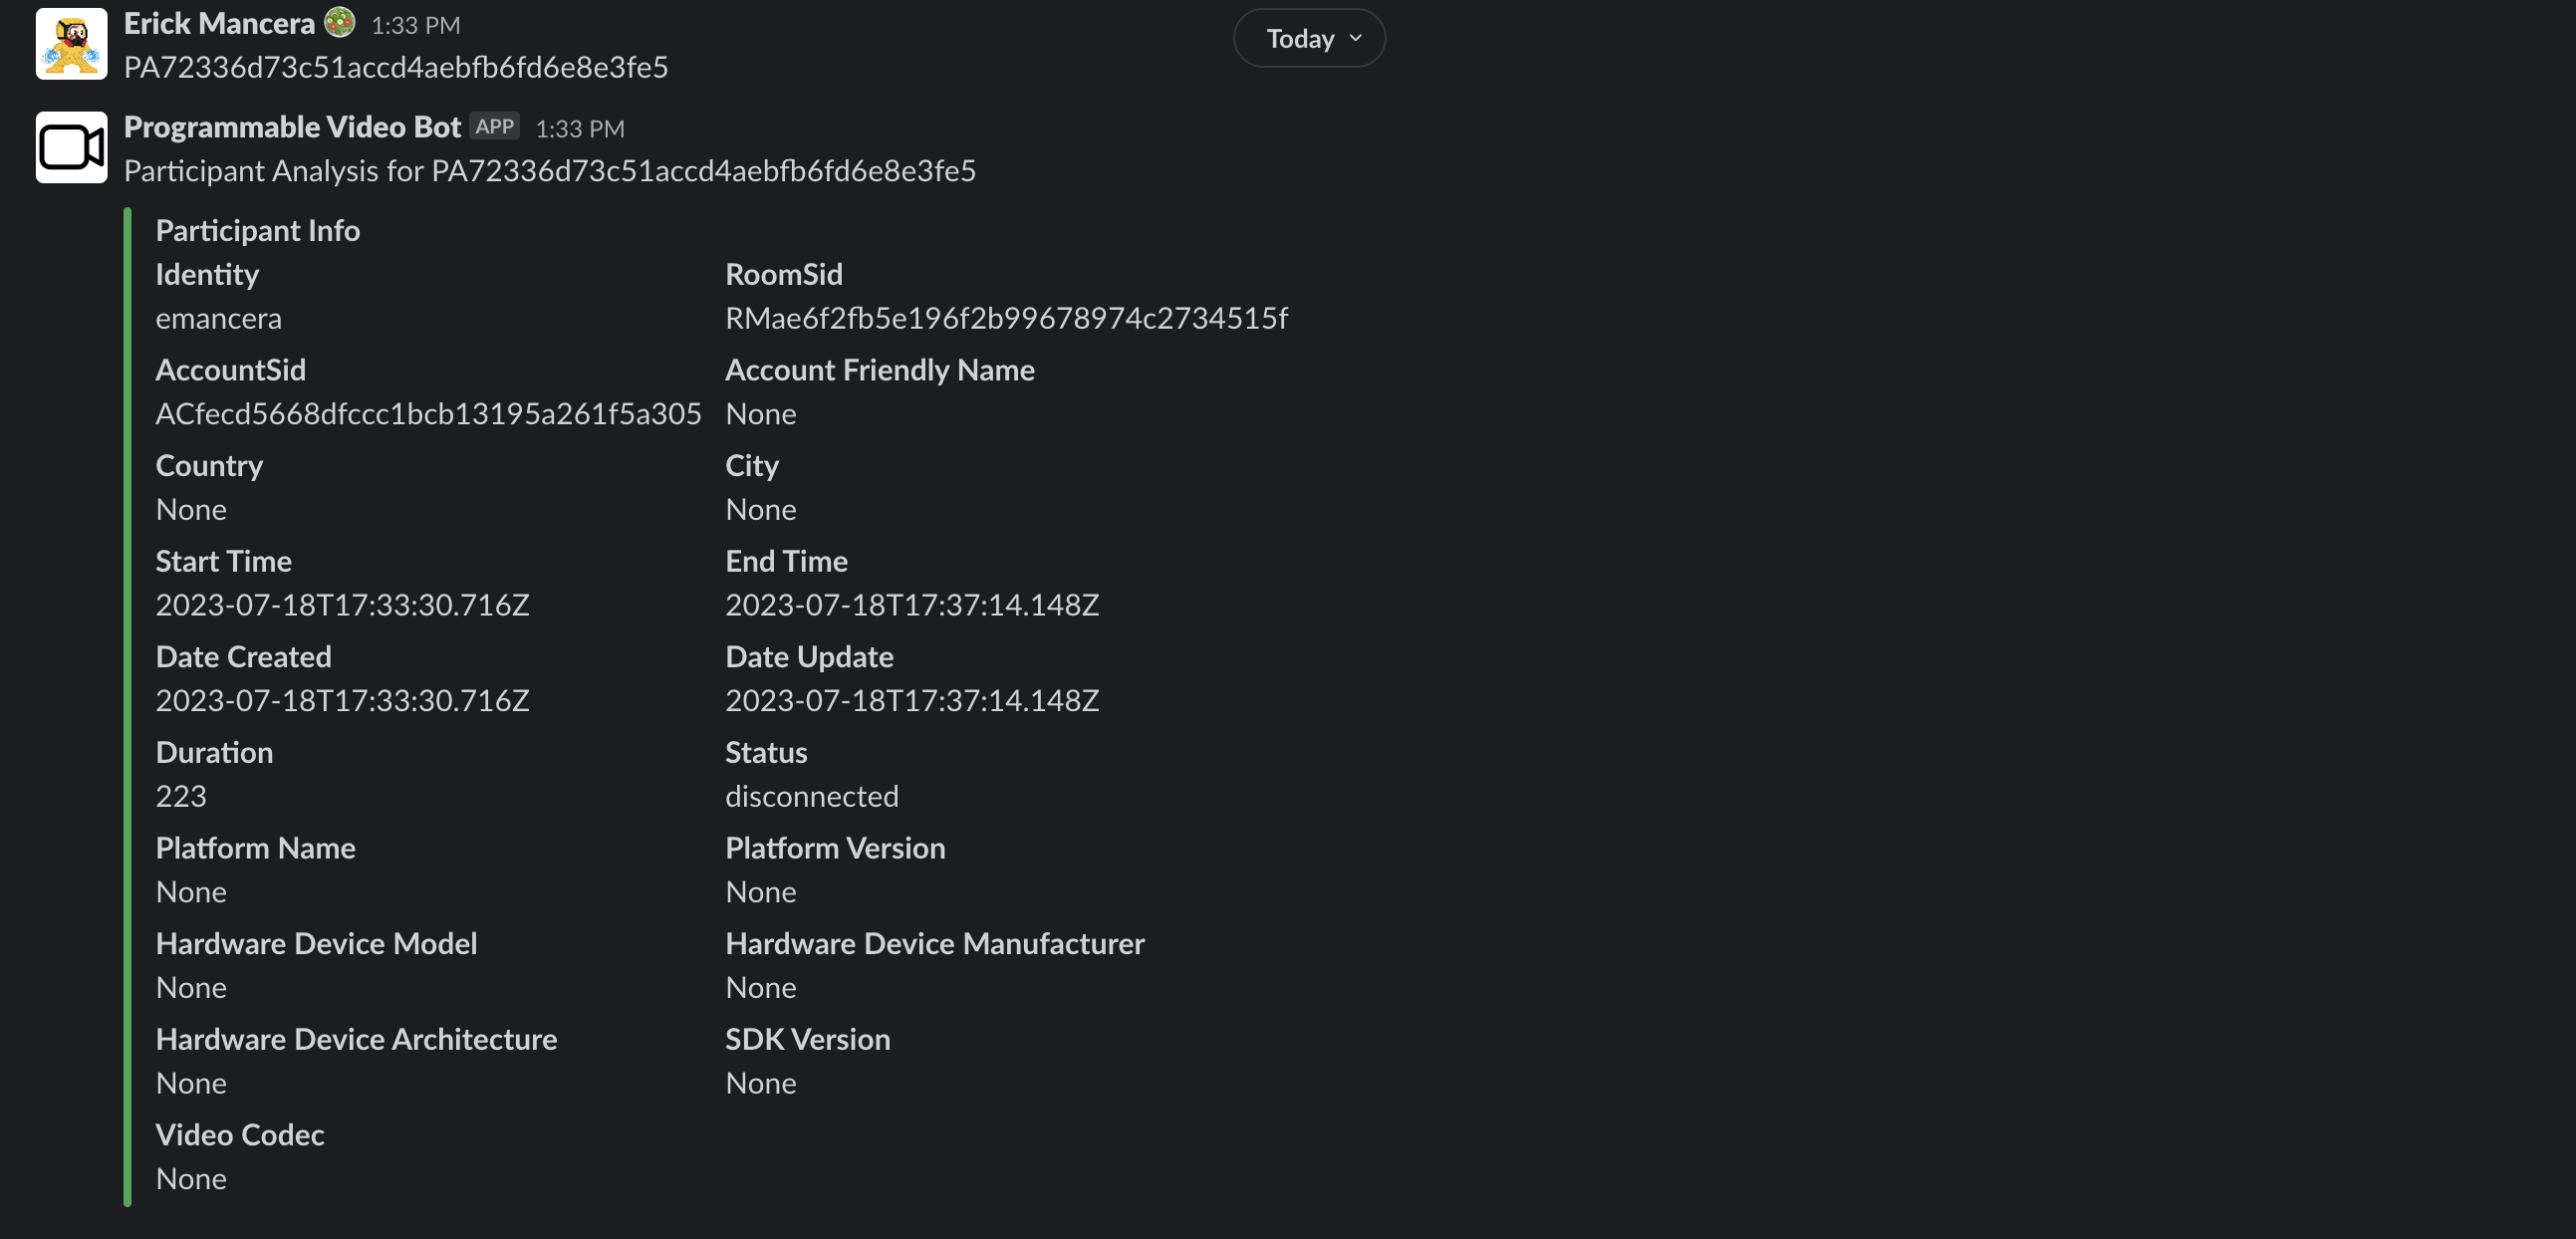 Erick Mancera 1:33 PM
Today
PA72336d73c51accd4aebfb6fd6e8e3fe5
Programmable Video Bot APP 1:33 PM
Participant Analysis for PA72336d73c51accd4aebfb6fd6e8e3fe5
Participant Info
Identity RoomSid
emancera RMae6f2fb5e196f2b99678974c2734515f
AccountSid Account Friendly Name
ACfecd5668dfccc1bcb13195a261f5a305 None
Country City
None None
Start Time End Time
2023-07-18T17:33:30.716Z 2023-07-18T17:37:14.148Z
Date Created Date Update
2023-07-18T17:33:30.716Z 2023-07-18T17:37:14.148Z
Duration Status
223 disconnected
Platform Name Platform Version
None None
Hardware Device Model Hardware Device Manufacturer
None None
Hardware Device Architecture SDK Version
None None
Video Codec
None